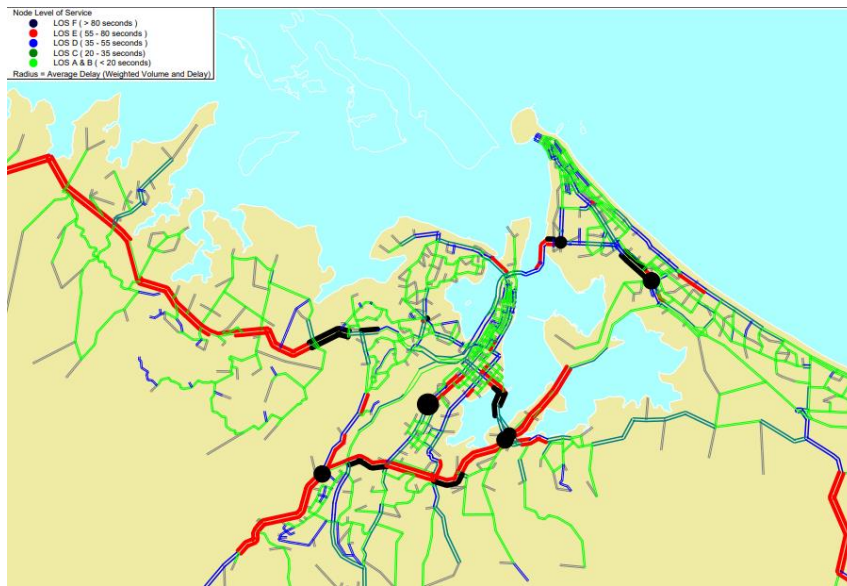 Node Level of Service
LOS F ( > 80 seconds )
LOS E ( 55 - 80 seconds )
LOS D ( 35 - 55 seconds )
LOS C ( 20 - 35 seconds)
LOS A & B ( < 20 seconds)
Radius = Average Delay (Weighted Volume and Delay)